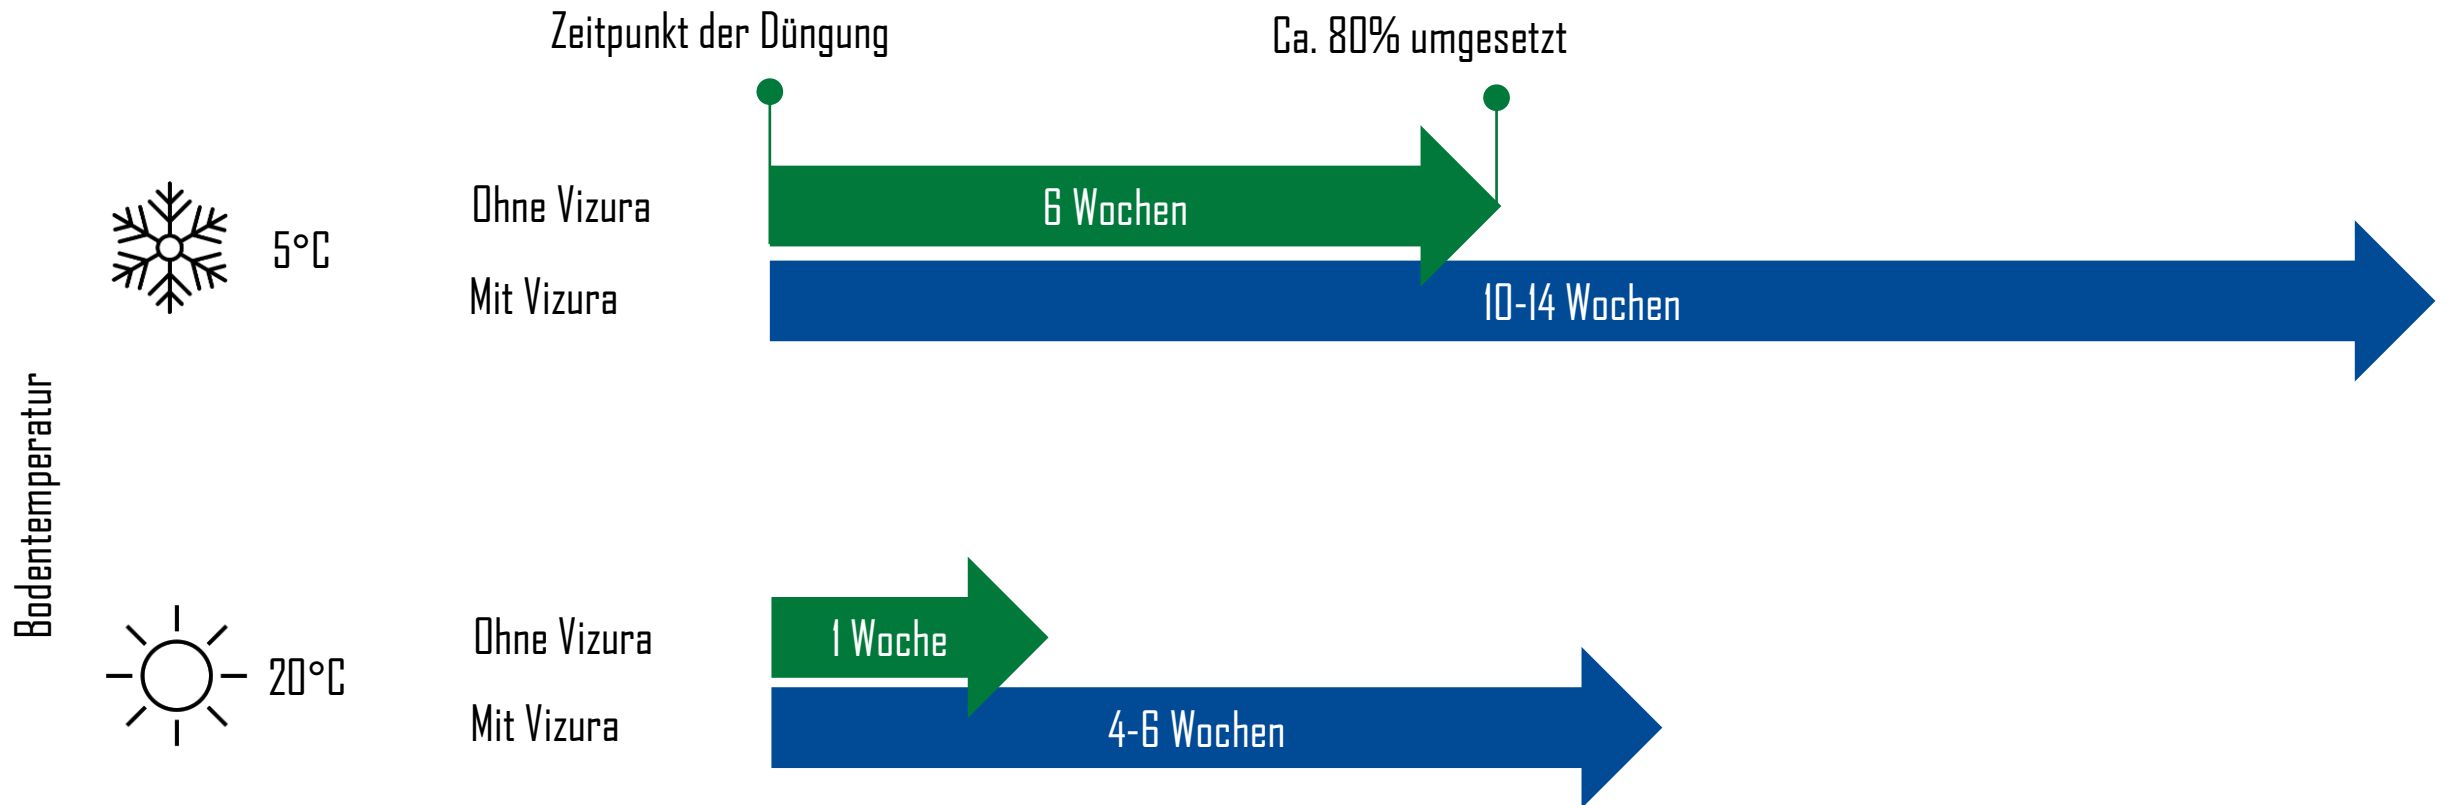 Zeitpunkt der Düngung
Ca. 80% umgesetzt
Ohne Vizura
6 Wochen
5°C
Mit Vizura
10-14 Wochen
Bodentemperatur
Ohne Vizura
1 Woche
20°C
Mit Vizura
4-6 Wochen